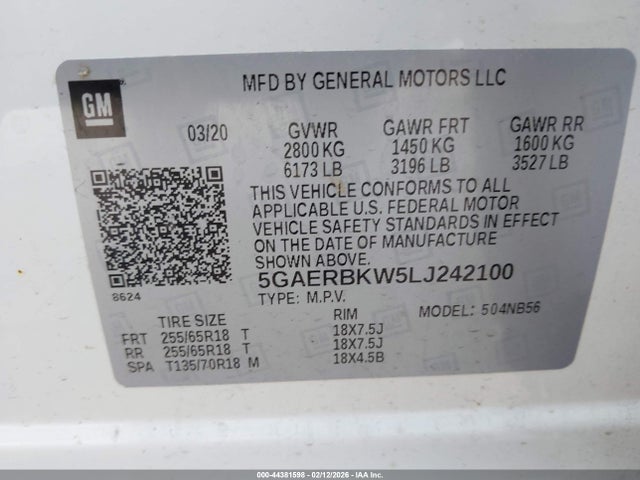 GM
MFD BY GENERAL MOTORS LLC
03/20 GVWR GAWR FRT GAWR RR
2800 KG 1450 KG 1600 KG
6173 LB 3196 LB 3527 LB
THIS VEHICLE CONFORMS TO ALL
APPLICABLE U.S. FEDERAL MOTOR
VEHICLE SAFETY STANDARDS IN EFFECT
ON THE DATE OF MANUFACTURE
SHOWN ABOVE.
5GAERBKW5LJ242100
8624
TYPE: M.P.V. MODEL: 504NB56
TIRE SIZE RIM
FRT 255/65R18 T 18X7.5J
RR 255/65R18 T 18X7.5J
SPA T135/70R18 M 18X4.5B
000-44381598 - 02/12/2026 - IAA Inc.